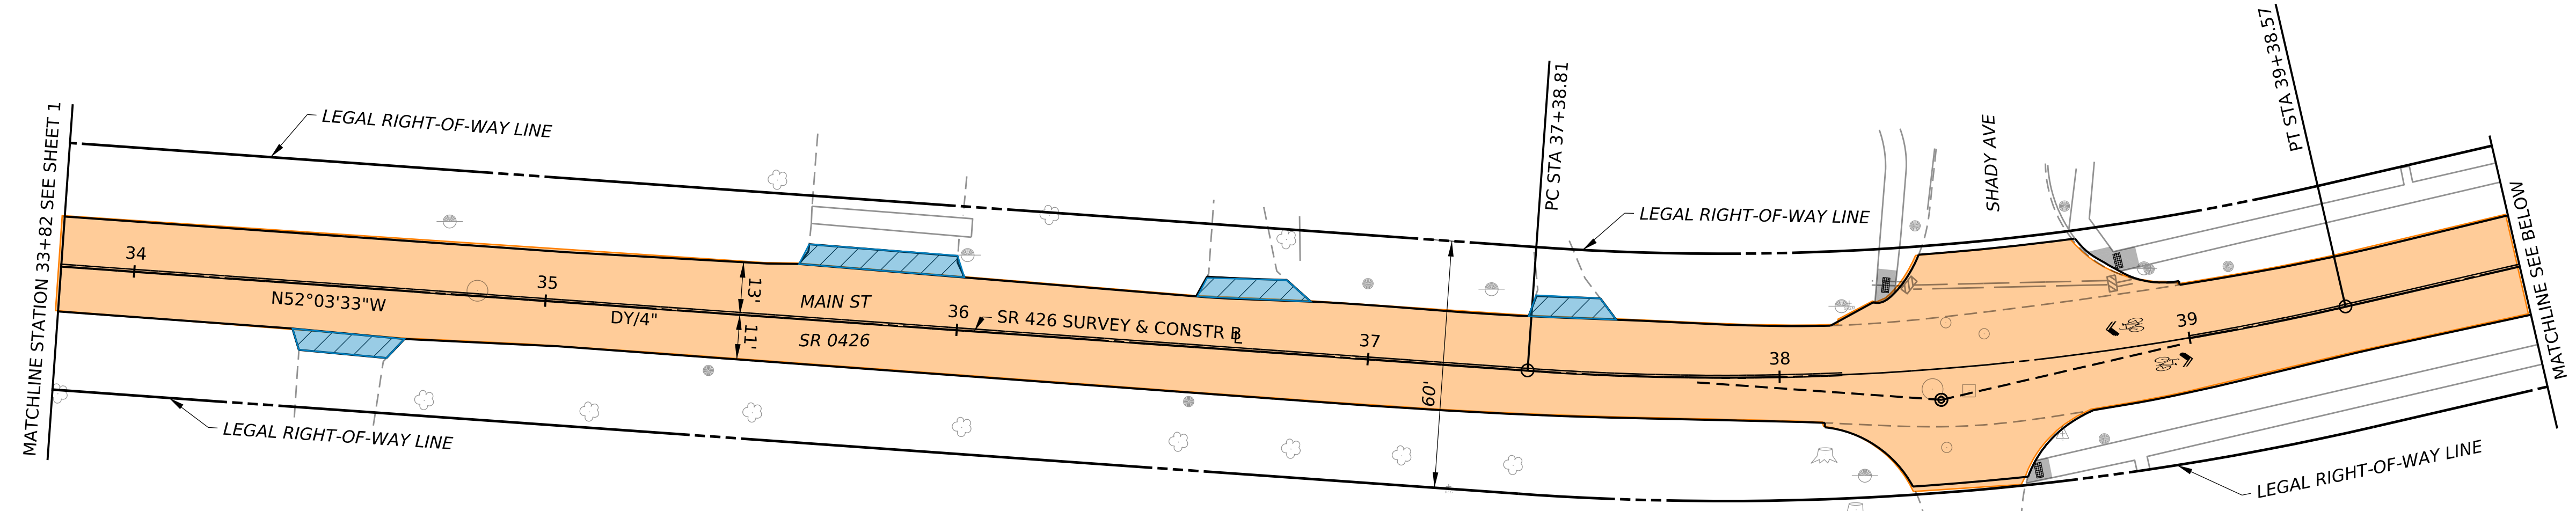 MATCHLINE STATION 33+82 SEE SHEET 1
LEGAL RIGHT-OF-WAY LINE
34
N52°03'33"W
LEGAL RIGHT-OF-WAY LINE
35
DY/4"
13'
11'
MAIN ST
SR 0426
36
SR 426 SURVEY & CONSTR BL
37
60'
PC STA 37+38.81
LEGAL RIGHT-OF-WAY LINE
38
SHADY AVE
39
PT STA 39+38.57
LEGAL RIGHT-OF-WAY LINE
MATCHLINE SEE BELOW